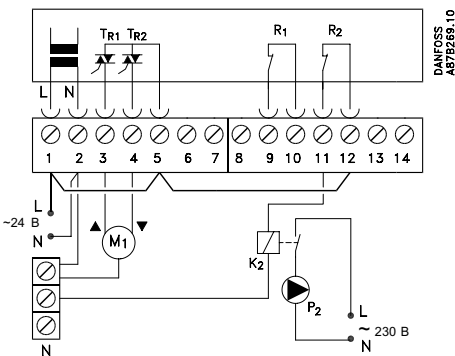 TR1 TR2 R1 R2
DANFOSS
A87B269.10
L N
1 2 3 4 5 6 7 8 9 10 11 12 13 14
L
~24 В
N
▲ M1 ▼
K2
P2
L
~ 230 В
N
N